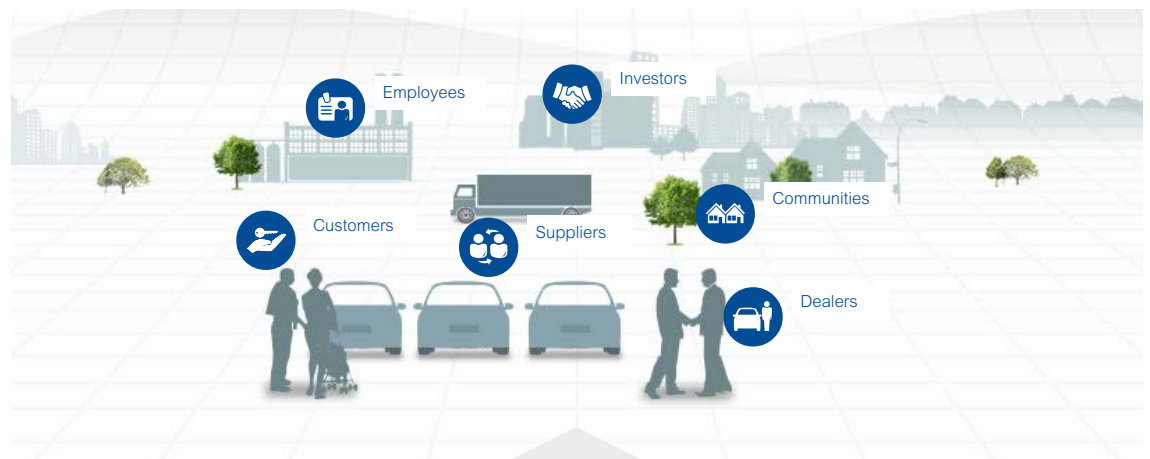 Employees
Investors
Communities
Customers
Suppliers
Dealers